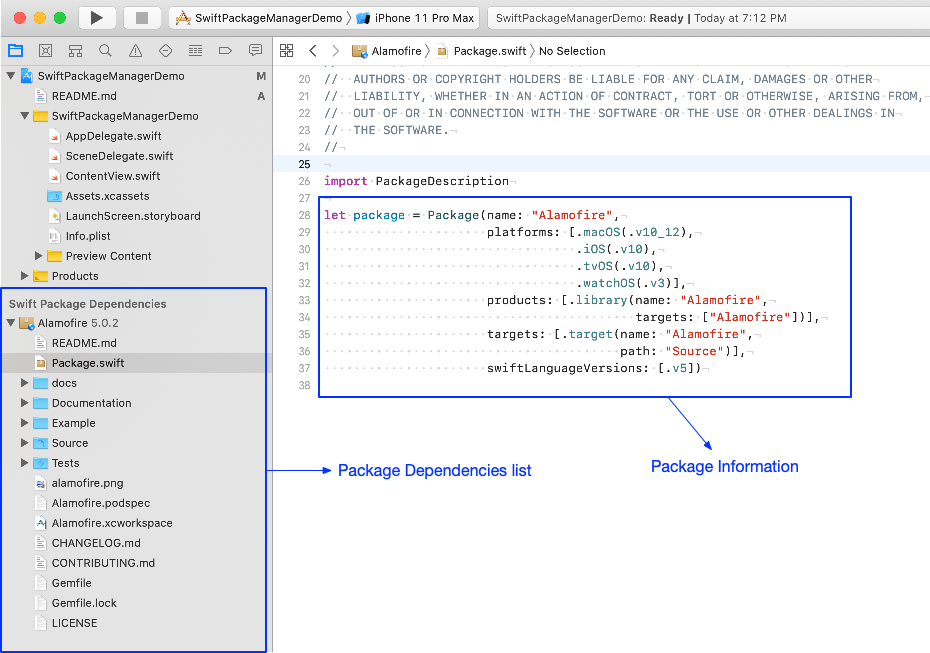 SwiftPackageManagerDemo iPhone 11 Pro Max
SwiftPackageManagerDemo: Ready | Today at 7:12 PM
Alamofire Package.swift No Selection
SwiftPackageManagerDemo M
README.md A
SwiftPackageManagerDemo
AppDelegate.swift
SceneDelegate.swift
ContentView.swift
Assets.xcassets
LaunchScreen.storyboard
Info.plist
Preview Content
Products
Swift Package Dependencies
Alamofire 5.0.2
README.md
Package.swift
docs
Documentation
Example
Source
Tests
alamofire.png
Alamofire.podspec
Alamofire.xcworkspace
CHANGELOG.md
CONTRIBUTING.md
Gemfile
Gemfile.lock
LICENSE
20 // AUTHORS OR COPYRIGHT HOLDERS BE LIABLE FOR ANY CLAIM, DAMAGES OR OTHER
21 // LIABILITY, WHETHER IN AN ACTION OF CONTRACT, TORT OR OTHERWISE, ARISING FROM,
22 // OUT OF OR IN CONNECTION WITH THE SOFTWARE OR THE USE OR OTHER DEALINGS IN
23 // THE SOFTWARE.
24 //
25
26 import PackageDescription
27
28 let package = Package(name: "Alamofire",
29 platforms: [.macOS(.v10_12),
30 .iOS(.v10),
31 .tvOS(.v10),
32 .watchOS(.v3)],
33 products: [.library(name: "Alamofire",
34 targets: ["Alamofire"])],
35 targets: [.target(name: "Alamofire",
36 path: "Source")],
37 swiftLanguageVersions: [.v5])
38
Package Dependencies list
Package Information